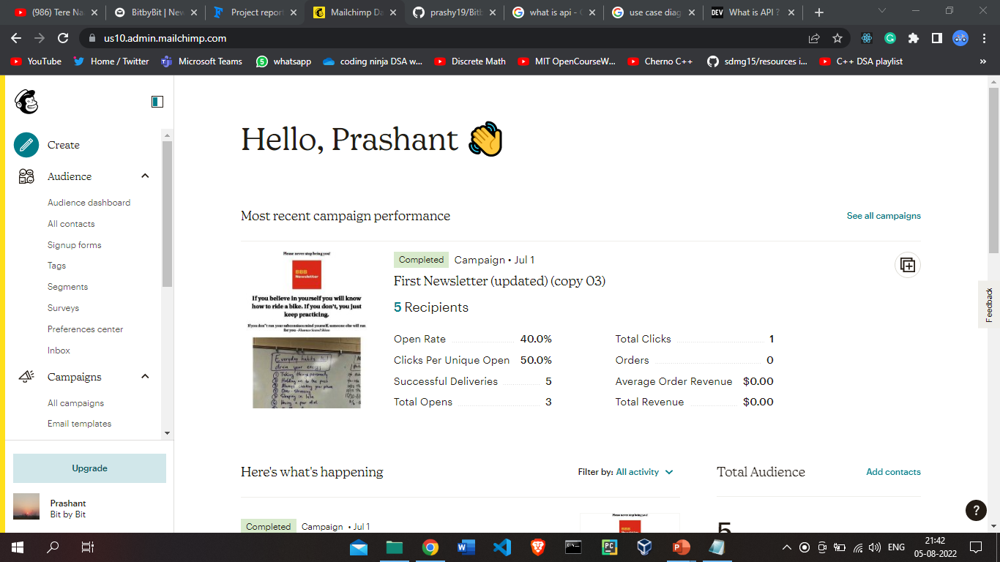 (986) Tere Na
BitbyBit | New
Project report
Mailchimp Da
prashy19/Bitb
what is api - G
use case diag
DEV What is API ?
us10.admin.mailchimp.com
YouTube
Home / Twitter
Microsoft Teams
whatsapp
coding ninja DSA w...
Discrete Math
MIT OpenCourseW...
Cherno C++
sdmg15/resources i...
C++ DSA playlist
»
Create
Audience
Audience dashboard
All contacts
Signup forms
Tags
Segments
Surveys
Preferences center
Inbox
Campaigns
All campaigns
Email templates
Upgrade
Prashant
Bit by Bit
Hello, Prashant 👋
Most recent campaign performance
See all campaigns
Please never stop being you!
BBB
Newsletter
If you believe in yourself you will know
how to ride a bike. If you don't, you just
keep practicing.
If you don't run your subconscious mind yourself, someone else will run
for you - Florence Scovel Shinn
Everyday habits that
drain your energy
① Taking things personally
② Holding on to the past
③ Always checking your phone
④ Over stressing
⑤ Sleeping in late
⑥ Having a poor diet
Completed Campaign • Jul 1
First Newsletter (updated) (copy 03)
5 Recipients
Open Rate 40.0%
Clicks Per Unique Open 50.0%
Successful Deliveries 5
Total Opens 3
Total Clicks 1
Orders 0
Average Order Revenue $0.00
Total Revenue $0.00
Feedback
Here's what's happening
Filter by: All activity
Completed Campaign • Jul 1
Please never stop being you!
BBB
Total Audience
Add contacts
5
?
ENG
21:42
05-08-2022